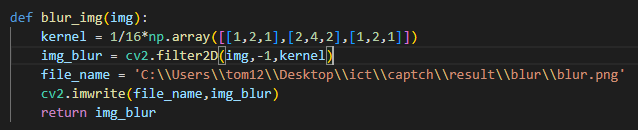 def blur_img(img):
    kernel = 1/16*np.array([[1,2,1],[2,4,2],[1,2,1]])
    img_blur = cv2.filter2D(img,-1,kernel)
    file_name = 'C:\\Users\\tom12\\Desktop\\ict\\captch\\result\\blur\\blur.png'
    cv2.imwrite(file_name,img_blur)
    return img_blur